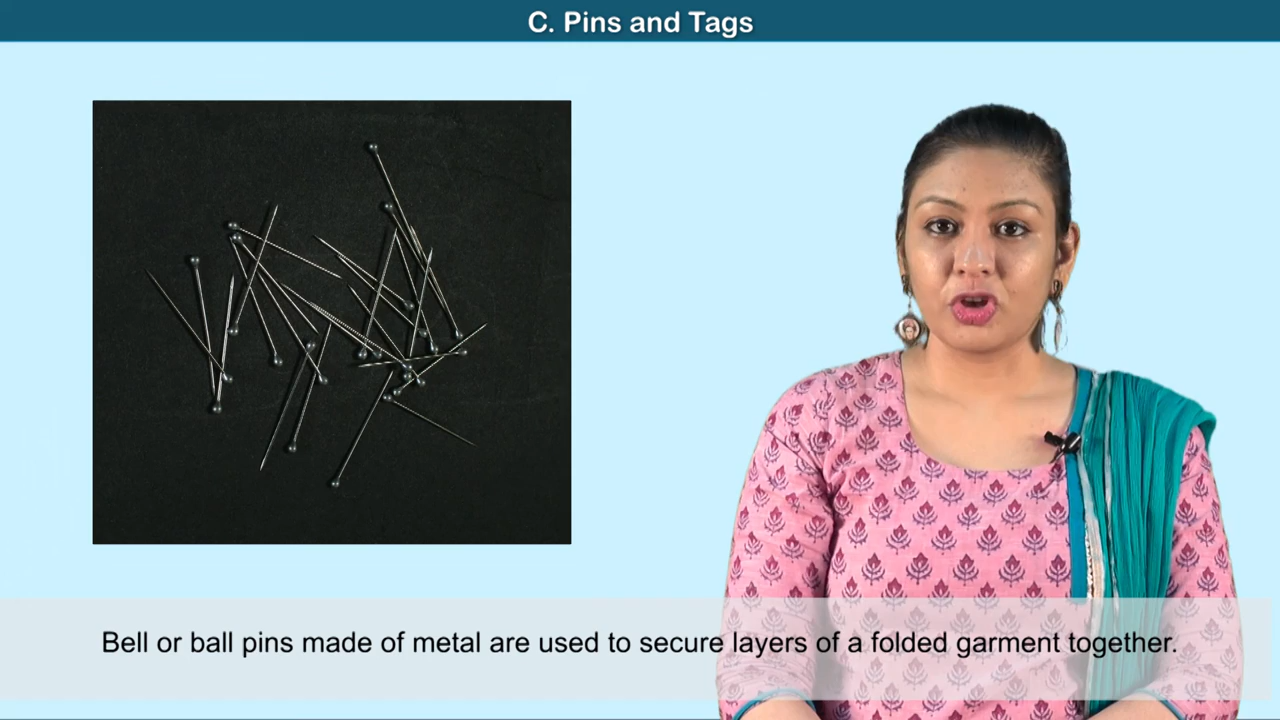 C. Pins and Tags
Bell or ball pins made of metal are used to secure layers of a folded garment together.